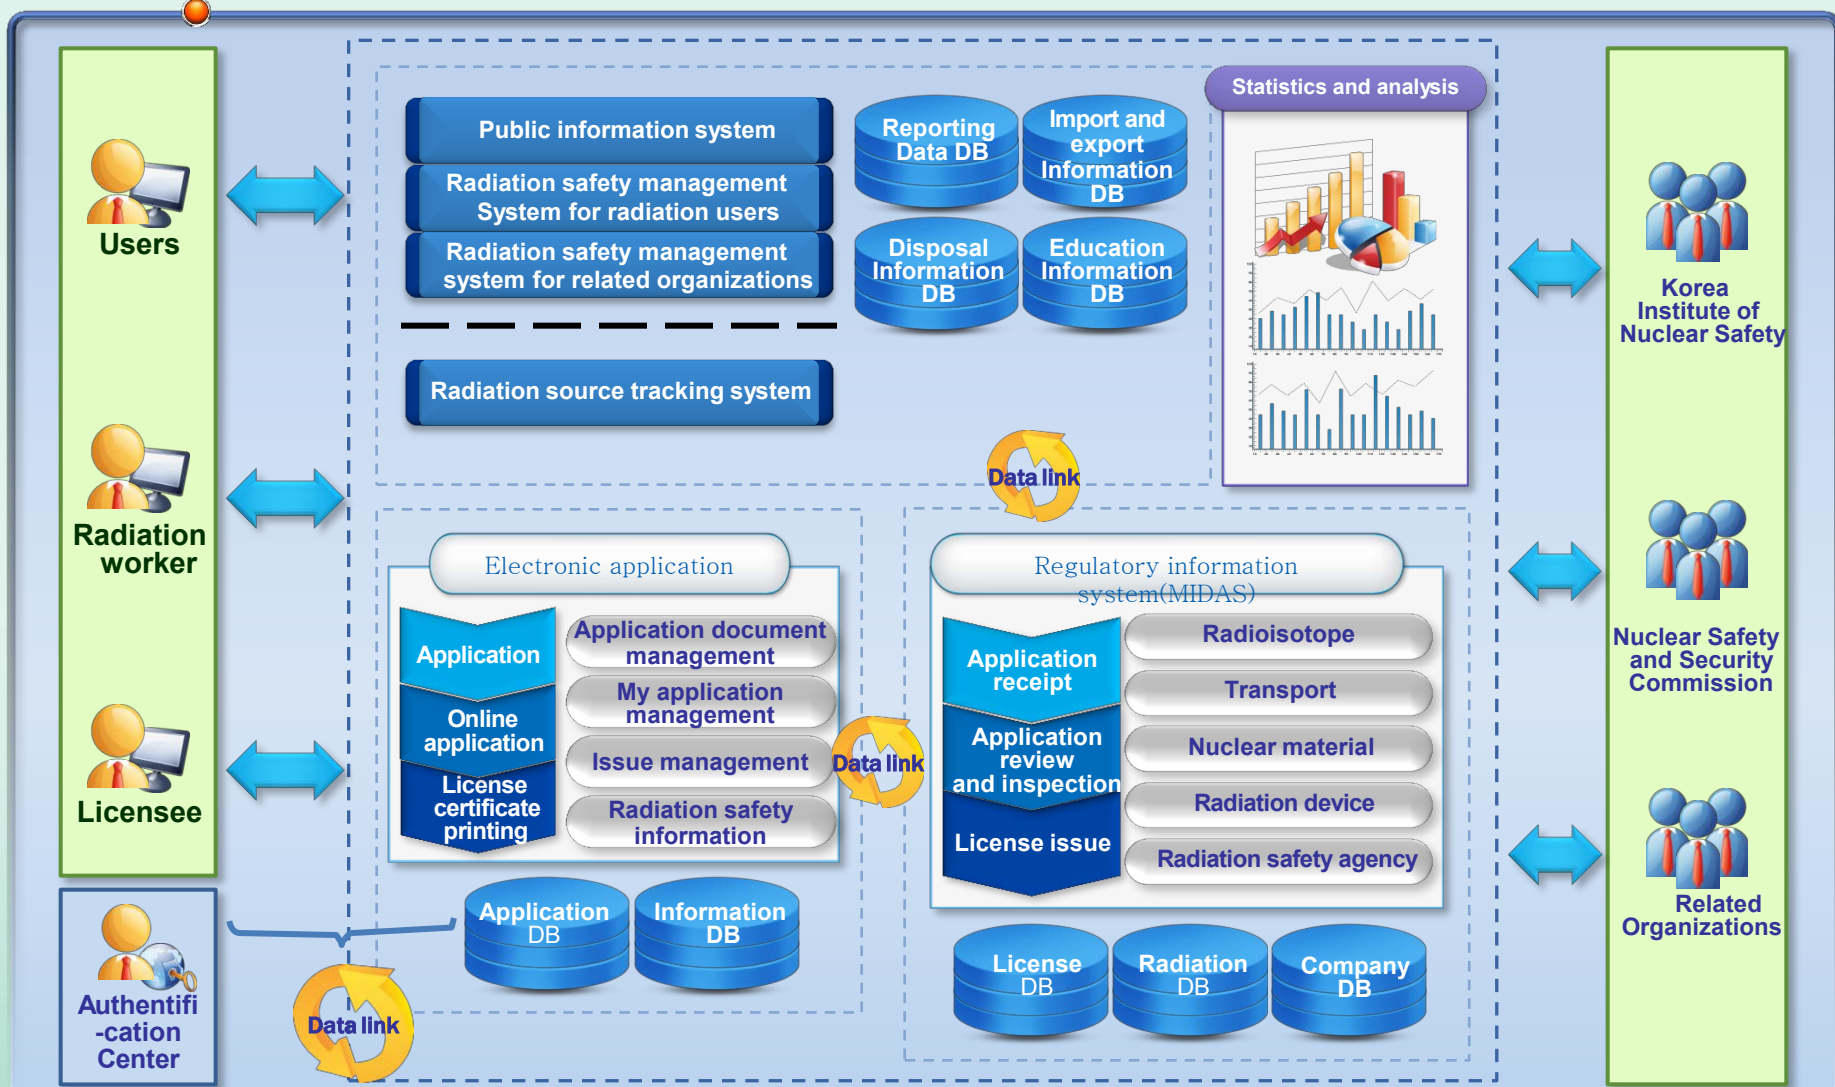 Users
Radiation
worker
Licensee
Authentifi
-cation
Center
Public information system
Radiation safety management
System for radiation users
Radiation safety management
system for related organizations
Radiation source tracking system
Reporting
Data DB
Import and
export
Information
DB
Disposal
Information
DB
Education
Information
DB
Statistics and analysis
Data link
Electronic application
Application
Online
application
License
certificate
printing
Application document
management
My application
management
Issue management
Radiation safety
information
Application
DB
Information
DB
Data link
Data link
Regulatory information
system(MIDAS)
Application
receipt
Application
review
and inspection
License issue
Radioisotope
Transport
Nuclear material
Radiation device
Radiation safety agency
License
DB
Radiation
DB
Company
DB
Korea
Institute of
Nuclear Safety
Nuclear Safety
and Security
Commission
Related
Organizations